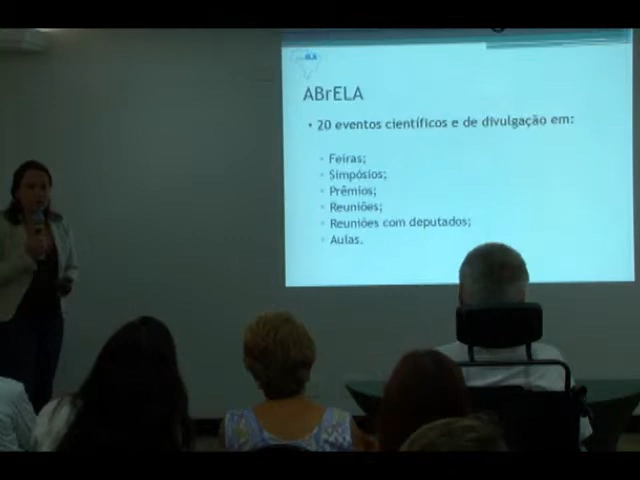 ABrELA
• 20 eventos científicos e de divulgação em:
◦ Feiras;
◦ Simpósios;
◦ Prêmios;
◦ Reuniões;
◦ Reuniões com deputados;
◦ Aulas.